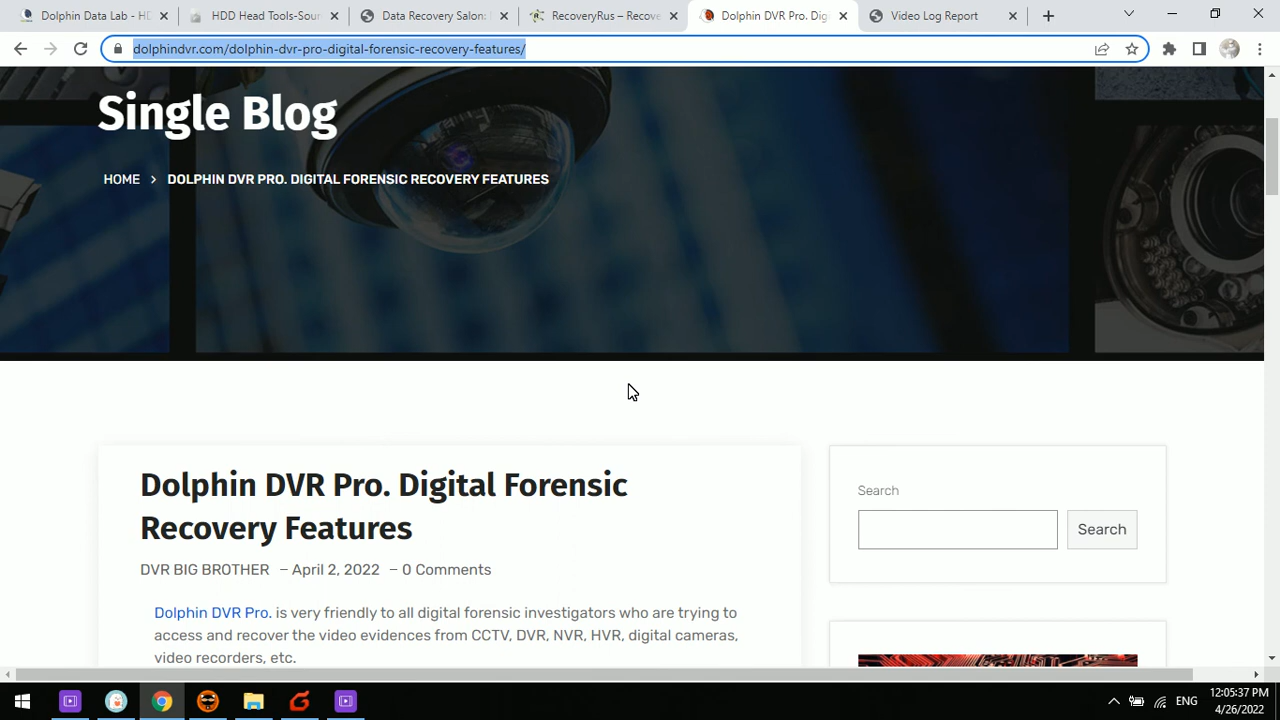 Dolphin Data Lab - HD
HDD Head Tools-Sour
Data Recovery Salon:
RecoveryRus – Recove
Dolphin DVR Pro. Dig
Video Log Report
dolphindvr.com/dolphin-dvr-pro-digital-forensic-recovery-features/
Single Blog
HOME > DOLPHIN DVR PRO. DIGITAL FORENSIC RECOVERY FEATURES
Dolphin DVR Pro. Digital Forensic
Recovery Features
DVR BIG BROTHER – April 2, 2022 – 0 Comments
Dolphin DVR Pro. is very friendly to all digital forensic investigators who are trying to
access and recover the video evidences from CCTV, DVR, NVR, HVR, digital cameras,
video recorders, etc.
Search
Search
ENG
12:05:37 PM
4/26/2022